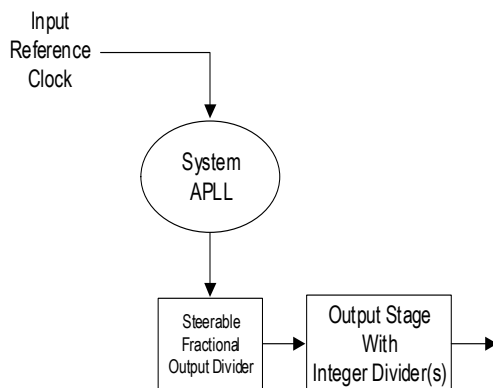 Input
Reference
Clock
System
APLL
Steerable
Fractional
Output Divider
Output Stage
With
Integer Divider(s)